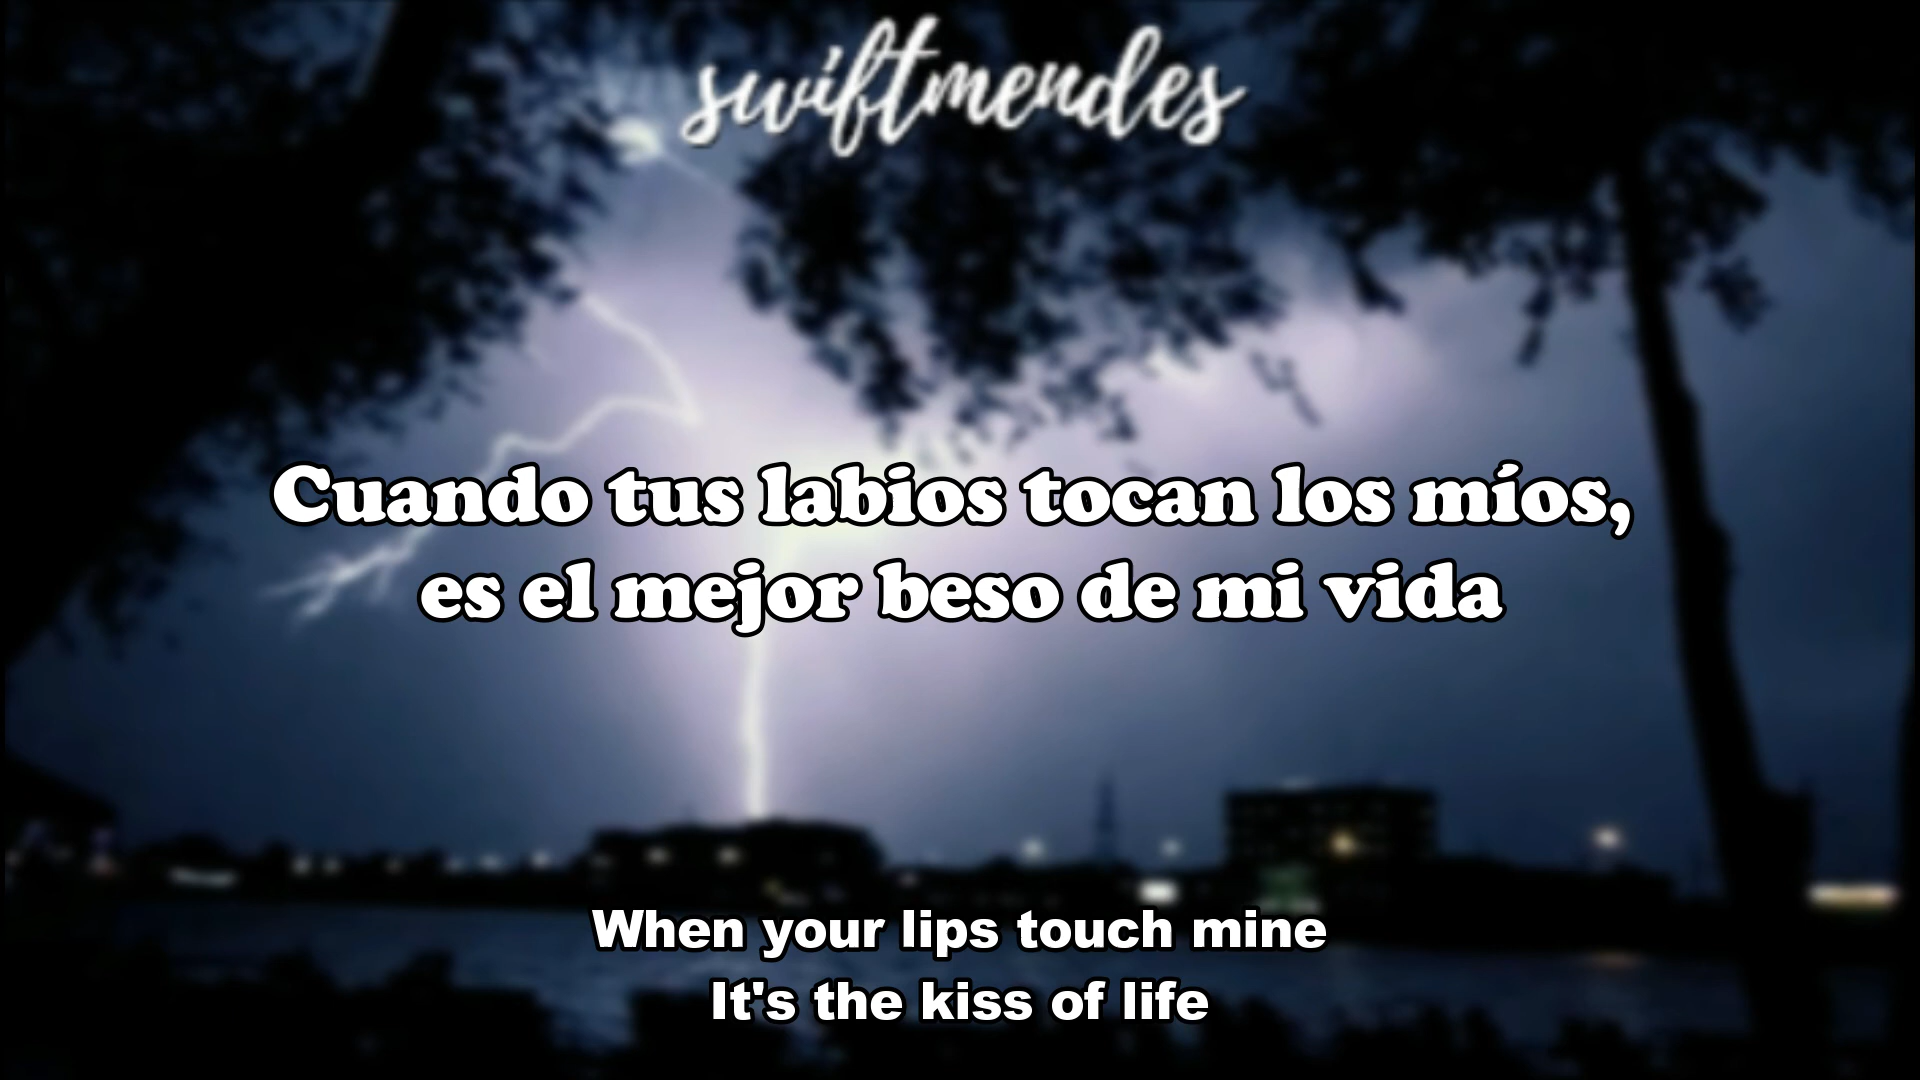 swiftmendes
Cuando tus labios tocan los míos,
es el mejor beso de mi vida
When your lips touch mine
It's the kiss of life